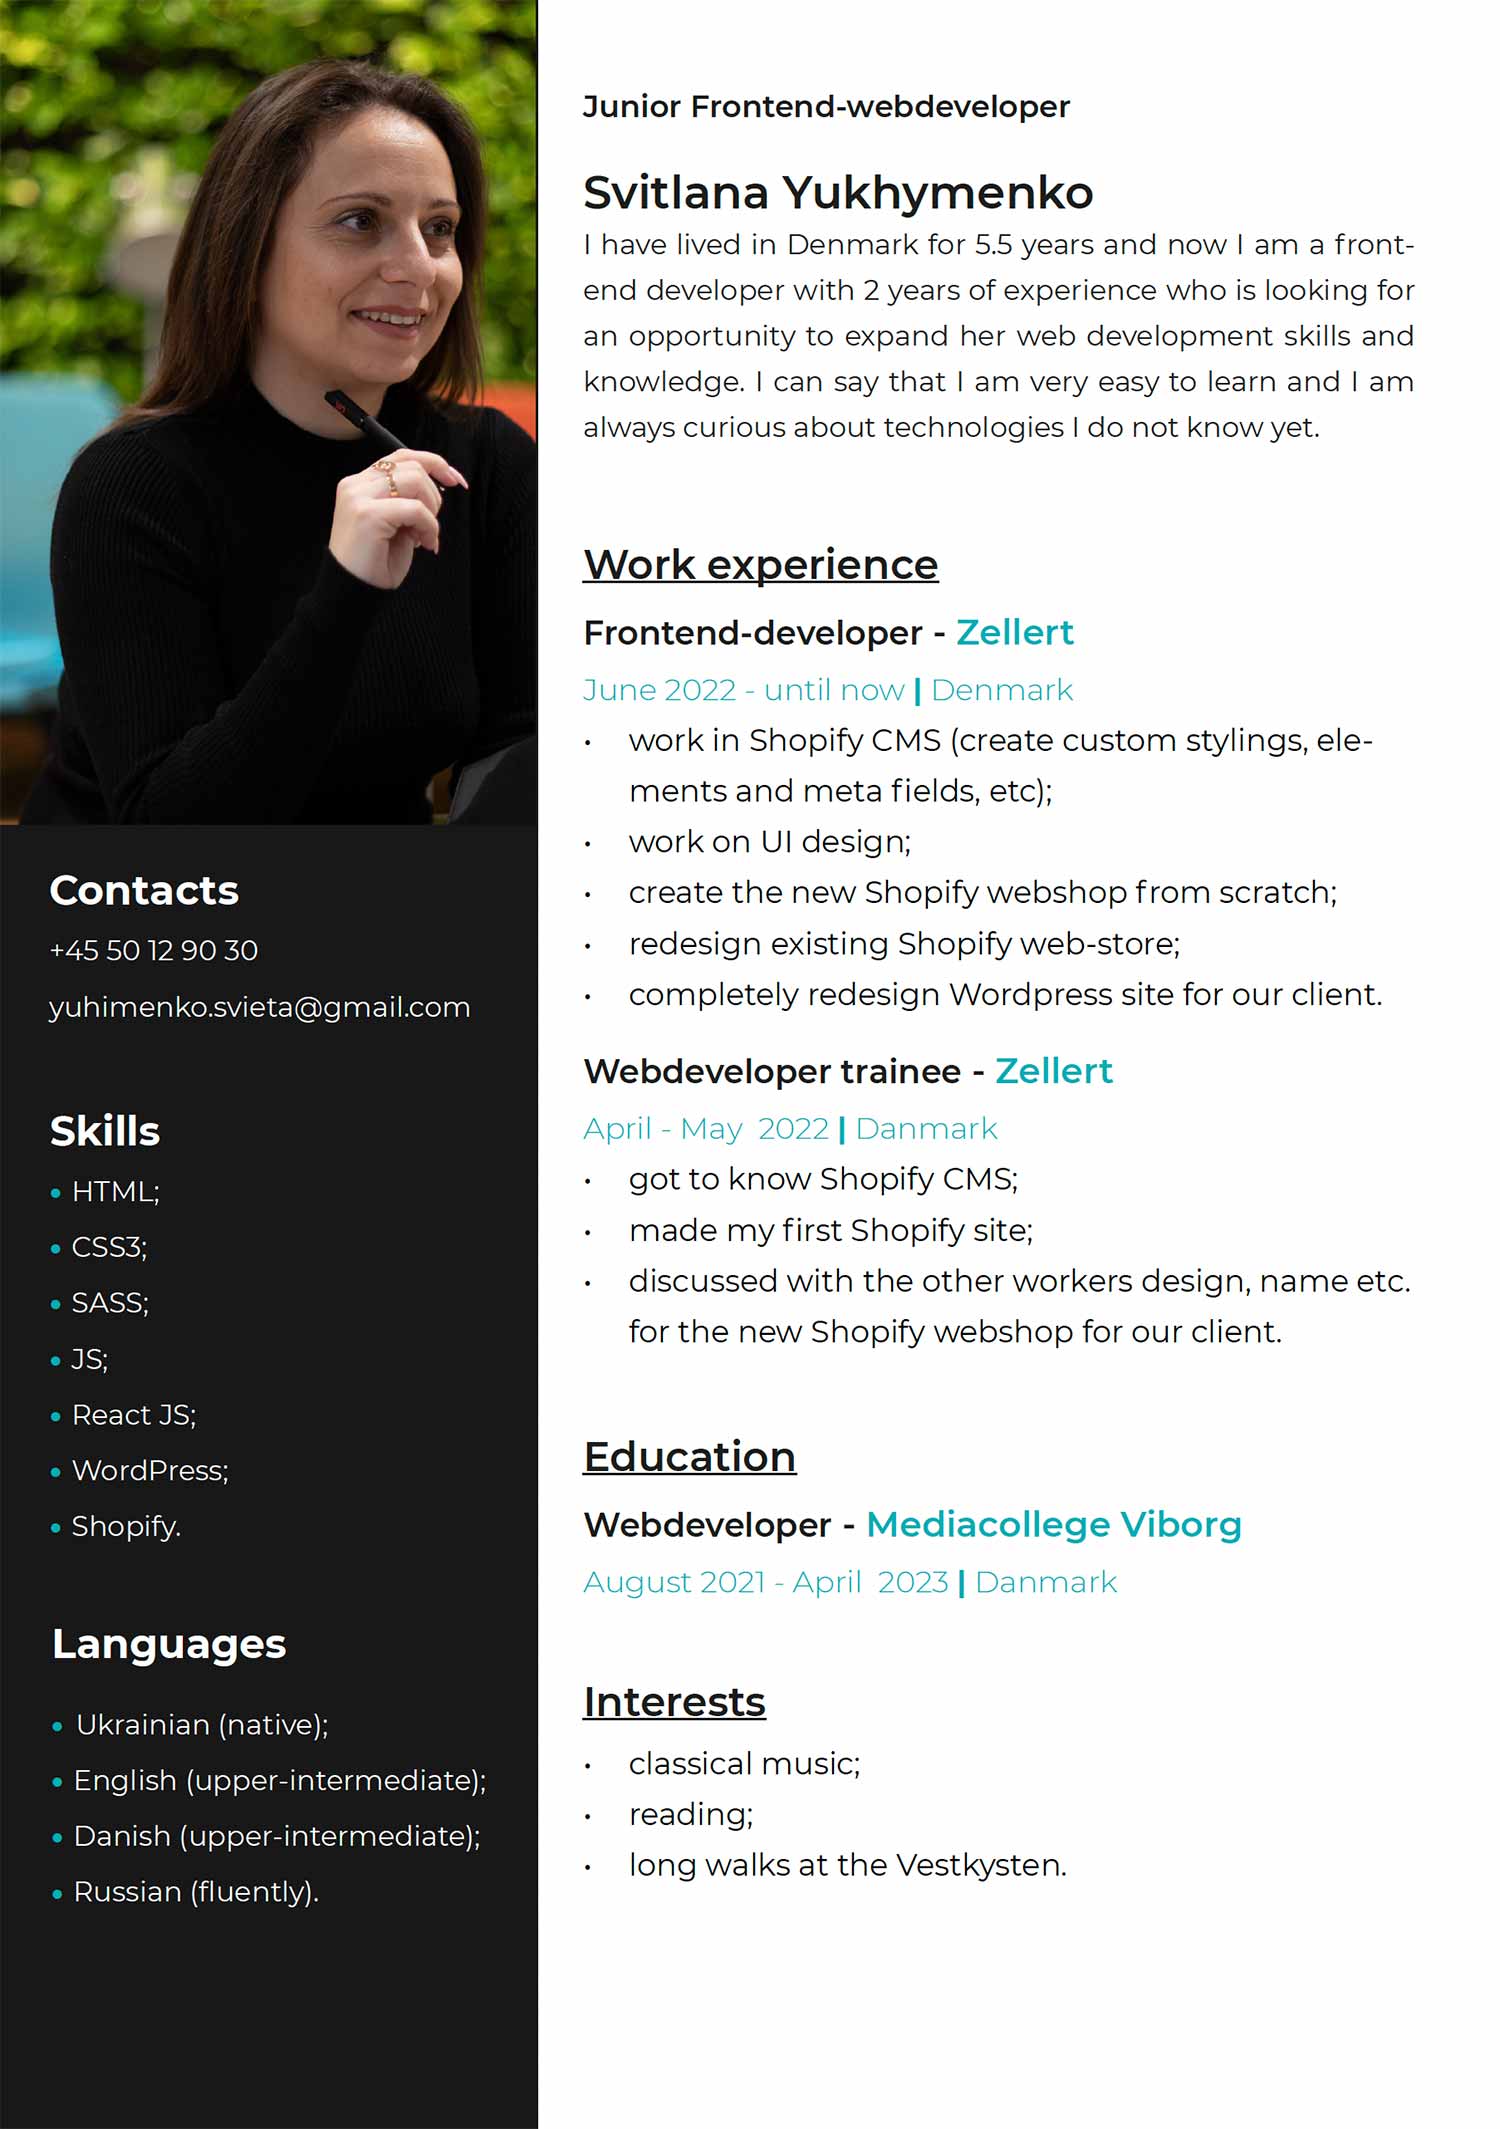 Junior Frontend-webdeveloper
Svitlana Yukhymenko
I have lived in Denmark for 5.5 years and now I am a front-
end developer with 2 years of experience who is looking for
an opportunity to expand her web development skills and
knowledge. I can say that I am very easy to learn and I am
always curious about technologies I do not know yet.
Work experience
Frontend-developer - Zellert
June 2022 - until now | Denmark
• work in Shopify CMS (create custom stylings, ele-
ments and meta fields, etc);
• work on UI design;
• create the new Shopify webshop from scratch;
• redesign existing Shopify web-store;
• completely redesign Wordpress site for our client.
Webdeveloper trainee - Zellert
April - May 2022 | Danmark
• got to know Shopify CMS;
• made my first Shopify site;
• discussed with the other workers design, name etc.
for the new Shopify webshop for our client.
Education
Webdeveloper - Mediacollege Viborg
August 2021 - April 2023 | Danmark
Interests
• classical music;
• reading;
• long walks at the Vestkysten.
Contacts
+45 50 12 90 30
yuhimenko.svieta@gmail.com
Skills
• HTML;
• CSS3;
• SASS;
• JS;
• React JS;
• WordPress;
• Shopify.
Languages
• Ukrainian (native);
• English (upper-intermediate);
• Danish (upper-intermediate);
• Russian (fluently).